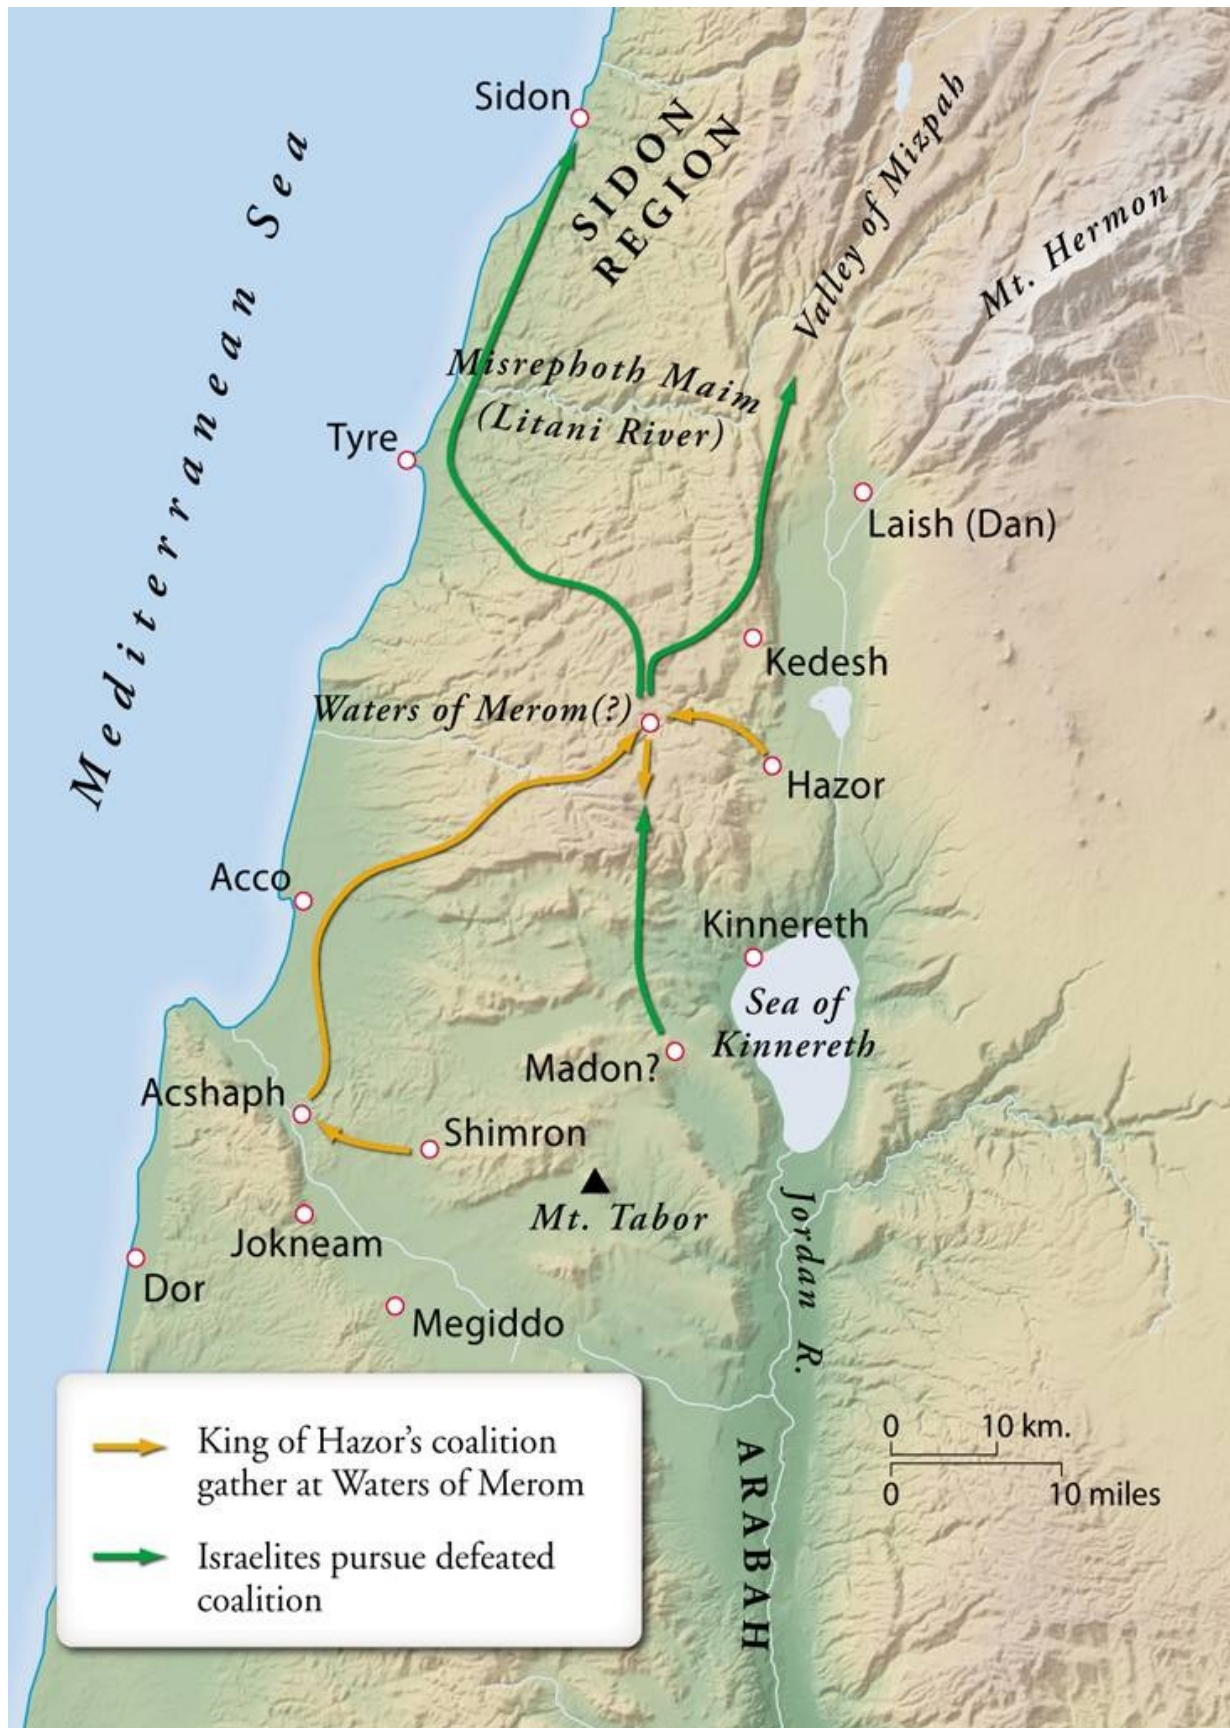 Sidon
SIDON
REGION
Valley of Mizpah
Mt. Hermon
Mediterranean Sea
Misrephoth Maim
(Litani River)
Tyre
Laish (Dan)
Kedesh
Waters of Merom(?)
Hazor
Acco
Kinnereth
Sea of
Kinnereth
Madon?
Acshaph
Shimron
Mt. Tabor
Jokneam
Jordan R.
Dor
Megiddo
King of Hazor’s coalition
gather at Waters of Merom
Israelites pursue defeated
coalition
ARABAH
0 10 km.
0 10 miles